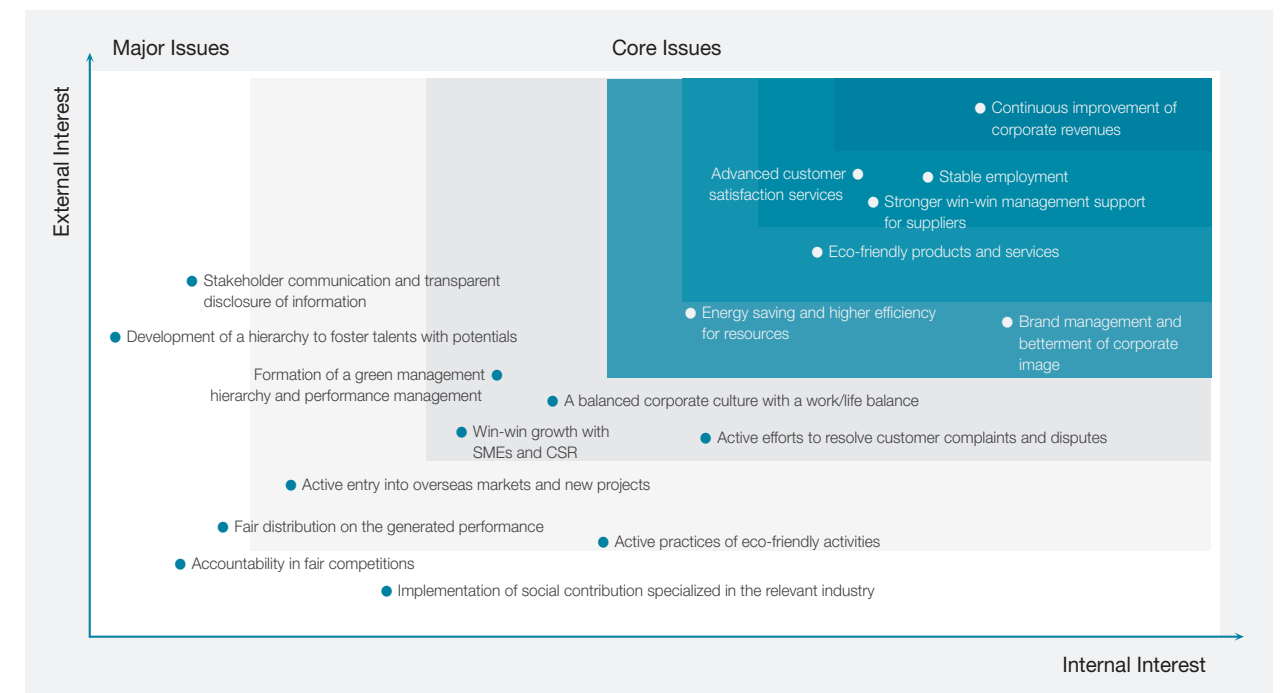 Major Issues
Core Issues
External Interest
Continuous improvement of
corporate revenues
Advanced customer
satisfaction services
Stable employment
Stronger win-win management support
for suppliers
Eco-friendly products and services
Stakeholder communication and transparent
disclosure of information
Energy saving and higher efficiency
for resources
Brand management and
betterment of corporate
image
Development of a hierarchy to foster talents with potentials
Formation of a green management
hierarchy and performance management
A balanced corporate culture with a work/life balance
Win-win growth with
SMEs and CSR
Active efforts to resolve customer complaints and disputes
Active entry into overseas markets and new projects
Fair distribution on the generated performance
Active practices of eco-friendly activities
Accountability in fair competitions
Implementation of social contribution specialized in the relevant industry
Internal Interest